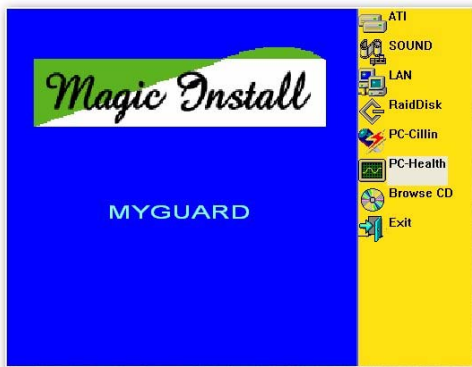 Magic Install
MYGUARD
ATI
SOUND
LAN
RaidDisk
PC-Cillin
PC-Health
Browse CD
Exit